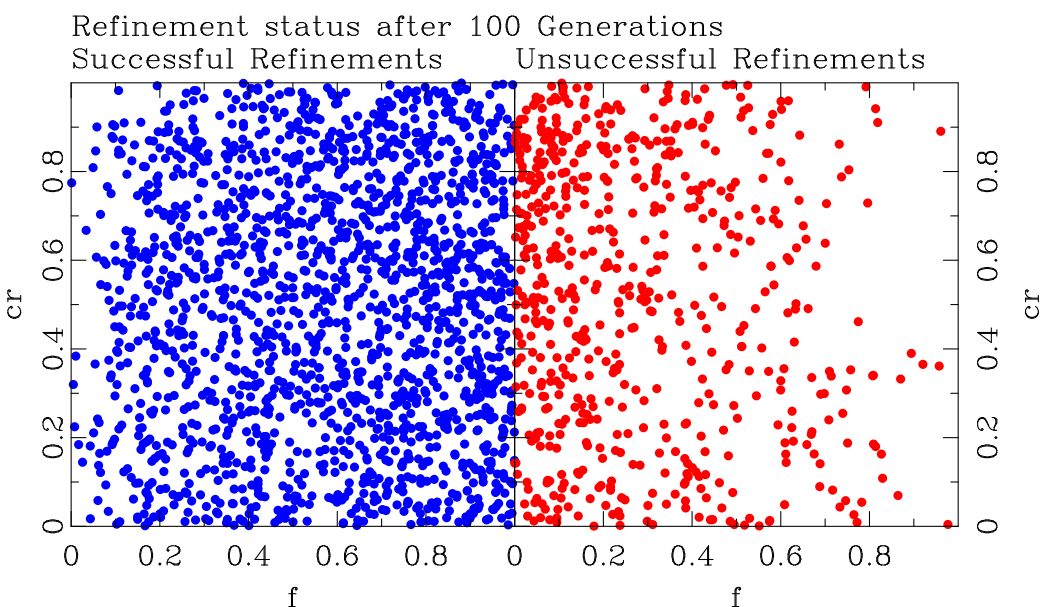 Refinement status after 100 Generations
Successful Refinements Unsuccessful Refinements
cr
0 0.2 0.4 0.6 0.8
0 0.2 0.4 0.6 0.8
cr
0 0.2 0.4 0.6 0.8 0 0.2 0.4 0.6 0.8
f f